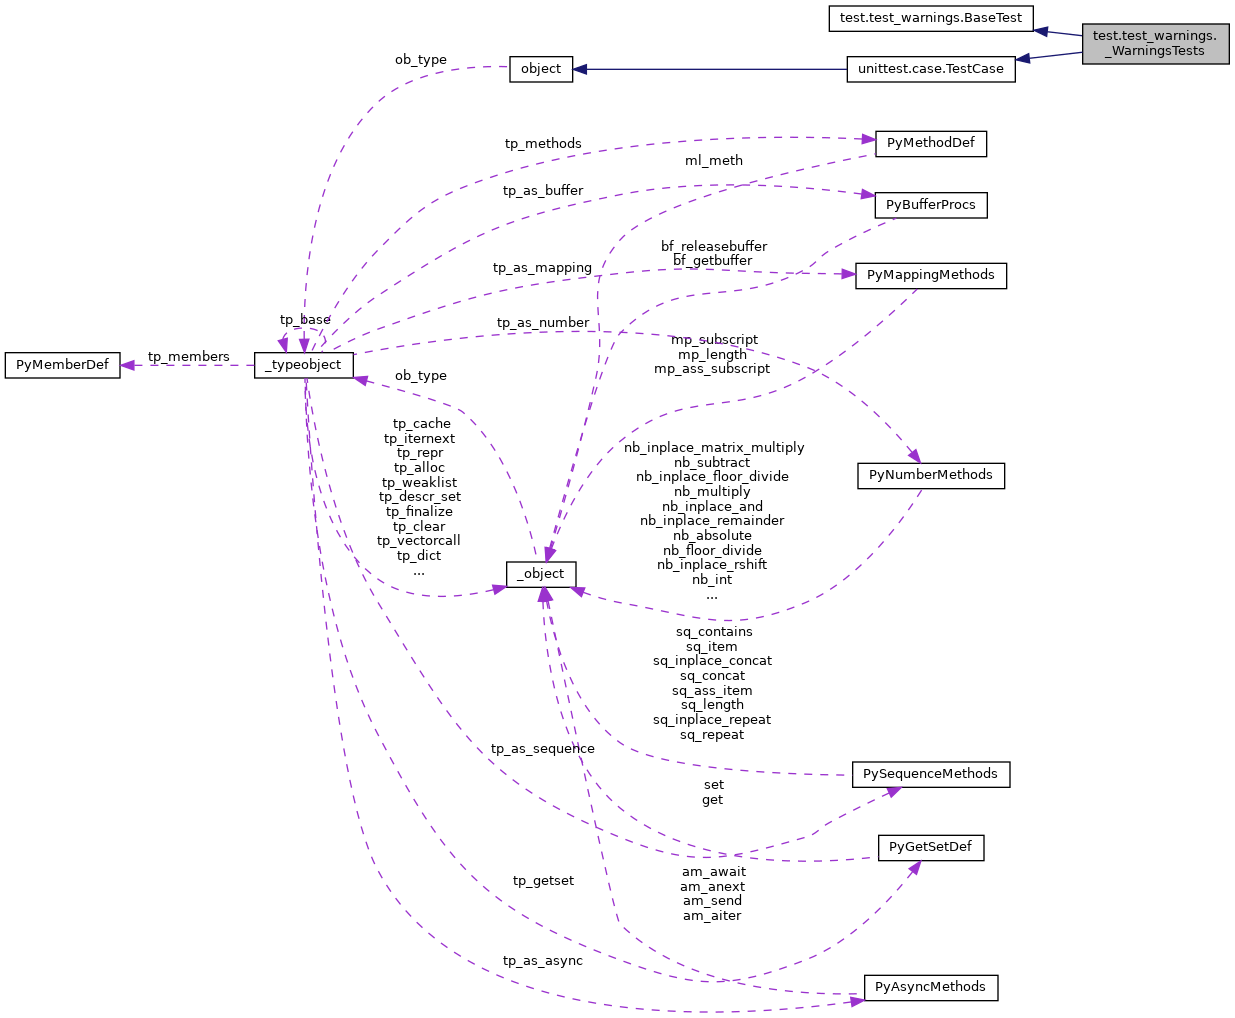 test.test_warnings.BaseTest
test.test_warnings.
_WarningsTests
ob_type
object
unittest.case.TestCase
tp_methods
PyMethodDef
ml_meth
tp_as_buffer
PyBufferProcs
bf_releasebuffer
bf_getbuffer
tp_as_mapping
PyMappingMethods
tp_base
tp_as_number
mp_subscript
mp_length
mp_ass_subscript
PyMemberDef
tp_members
_typeobject
ob_type
tp_cache
tp_iternext
tp_repr
tp_alloc
tp_weaklist
tp_descr_set
tp_finalize
tp_clear
tp_vectorcall
tp_dict
...
nb_inplace_matrix_multiply
nb_subtract
nb_inplace_floor_divide
nb_multiply
nb_inplace_and
nb_inplace_remainder
nb_absolute
nb_floor_divide
nb_inplace_rshift
nb_int
...
PyNumberMethods
_object
sq_contains
sq_item
sq_inplace_concat
sq_concat
sq_ass_item
sq_length
sq_inplace_repeat
sq_repeat
tp_as_sequence
PySequenceMethods
set
get
PyGetSetDef
tp_getset
am_await
am_anext
am_send
am_aiter
tp_as_async
PyAsyncMethods